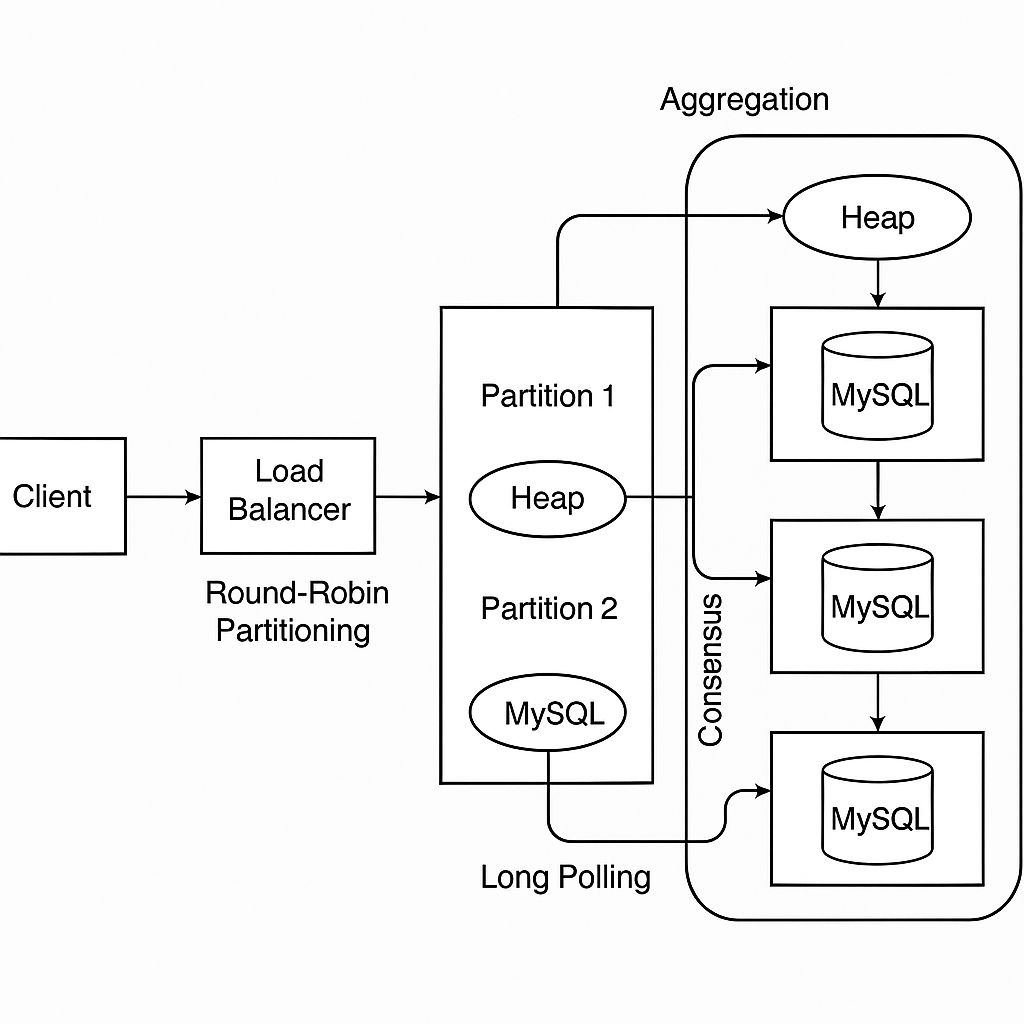 Aggregation
Heap
MySQL
MySQL
MySQL
Consensus
Partition 1
Heap
Partition 2
MySQL
Long Polling
Client
Load
Balancer
Round-Robin
Partitioning